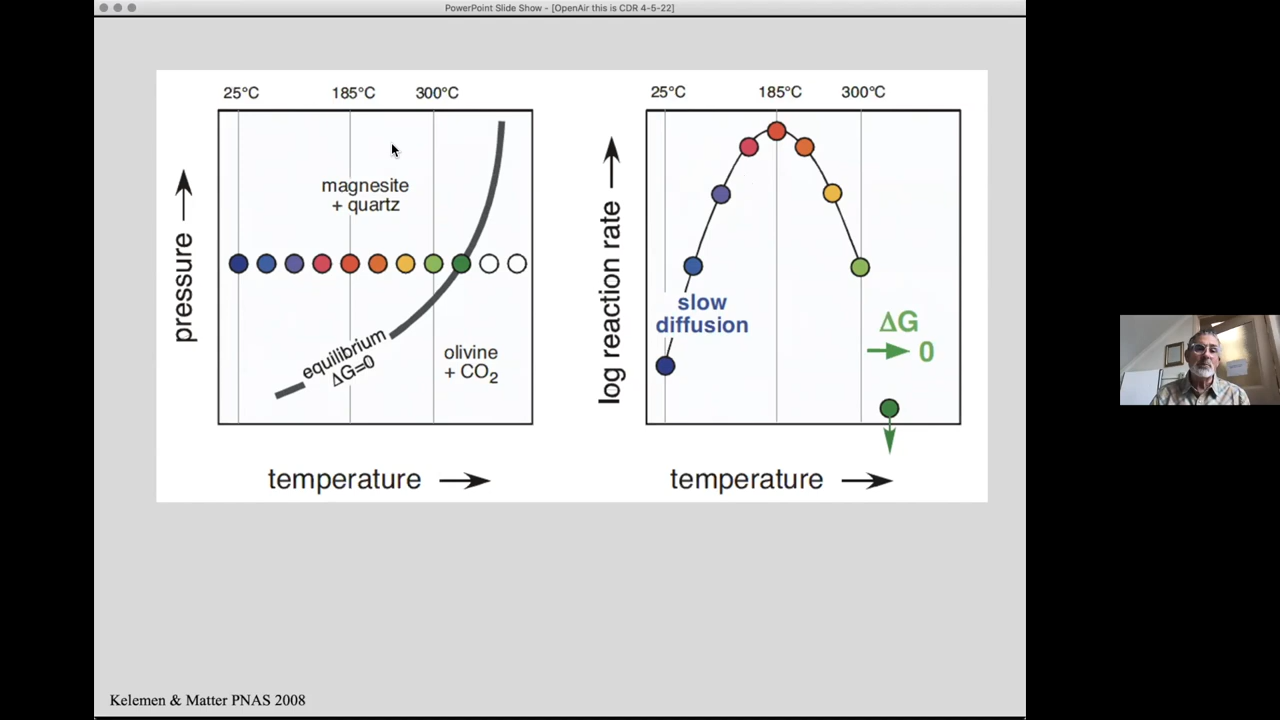 PowerPoint Slide Show - [OpenAir this is CDR 4-5-22]
25°C 185°C 300°C
magnesite
+ quartz
equilibrium
ΔG=0
olivine
+ CO₂
pressure
temperature
25°C 185°C 300°C
slow
diffusion
ΔG
→ 0
log reaction rate
temperature
Kelemen & Matter PNAS 2008